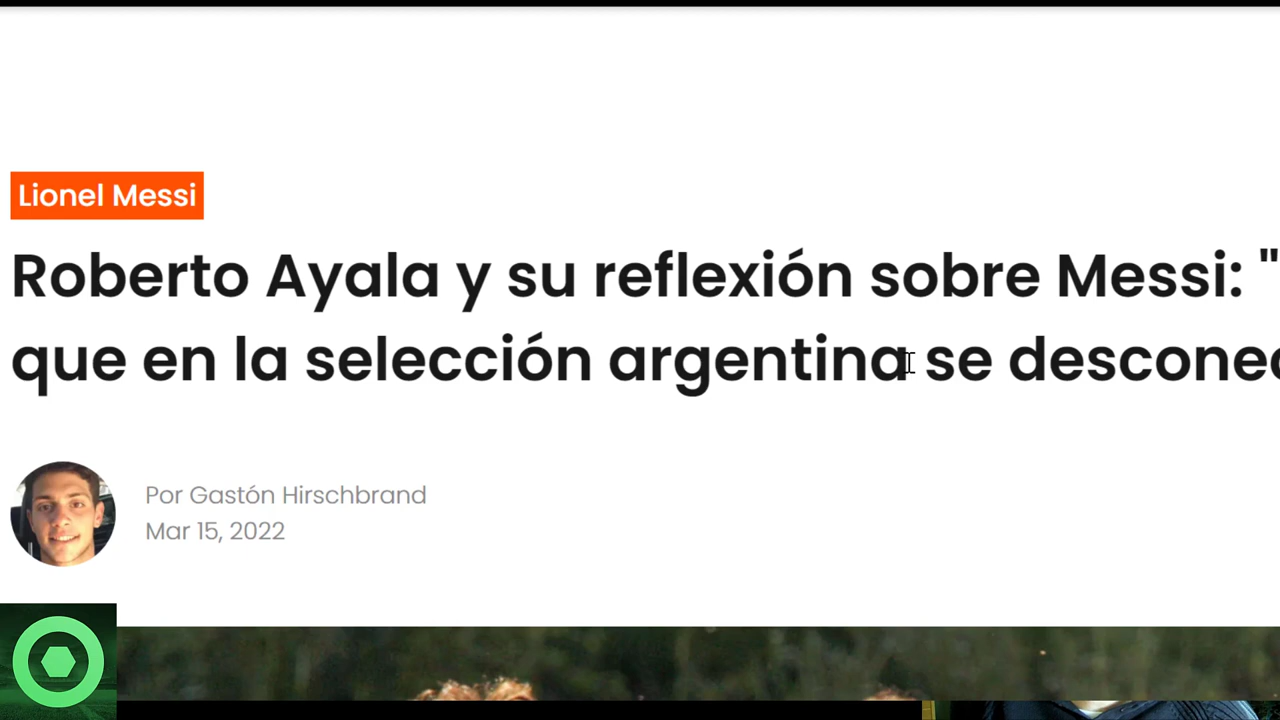 Lionel Messi
Roberto Ayala y su reflexión sobre Messi: "
que en la selección argentina se
Por Gastón Hirschbrand
Mar 15, 2022